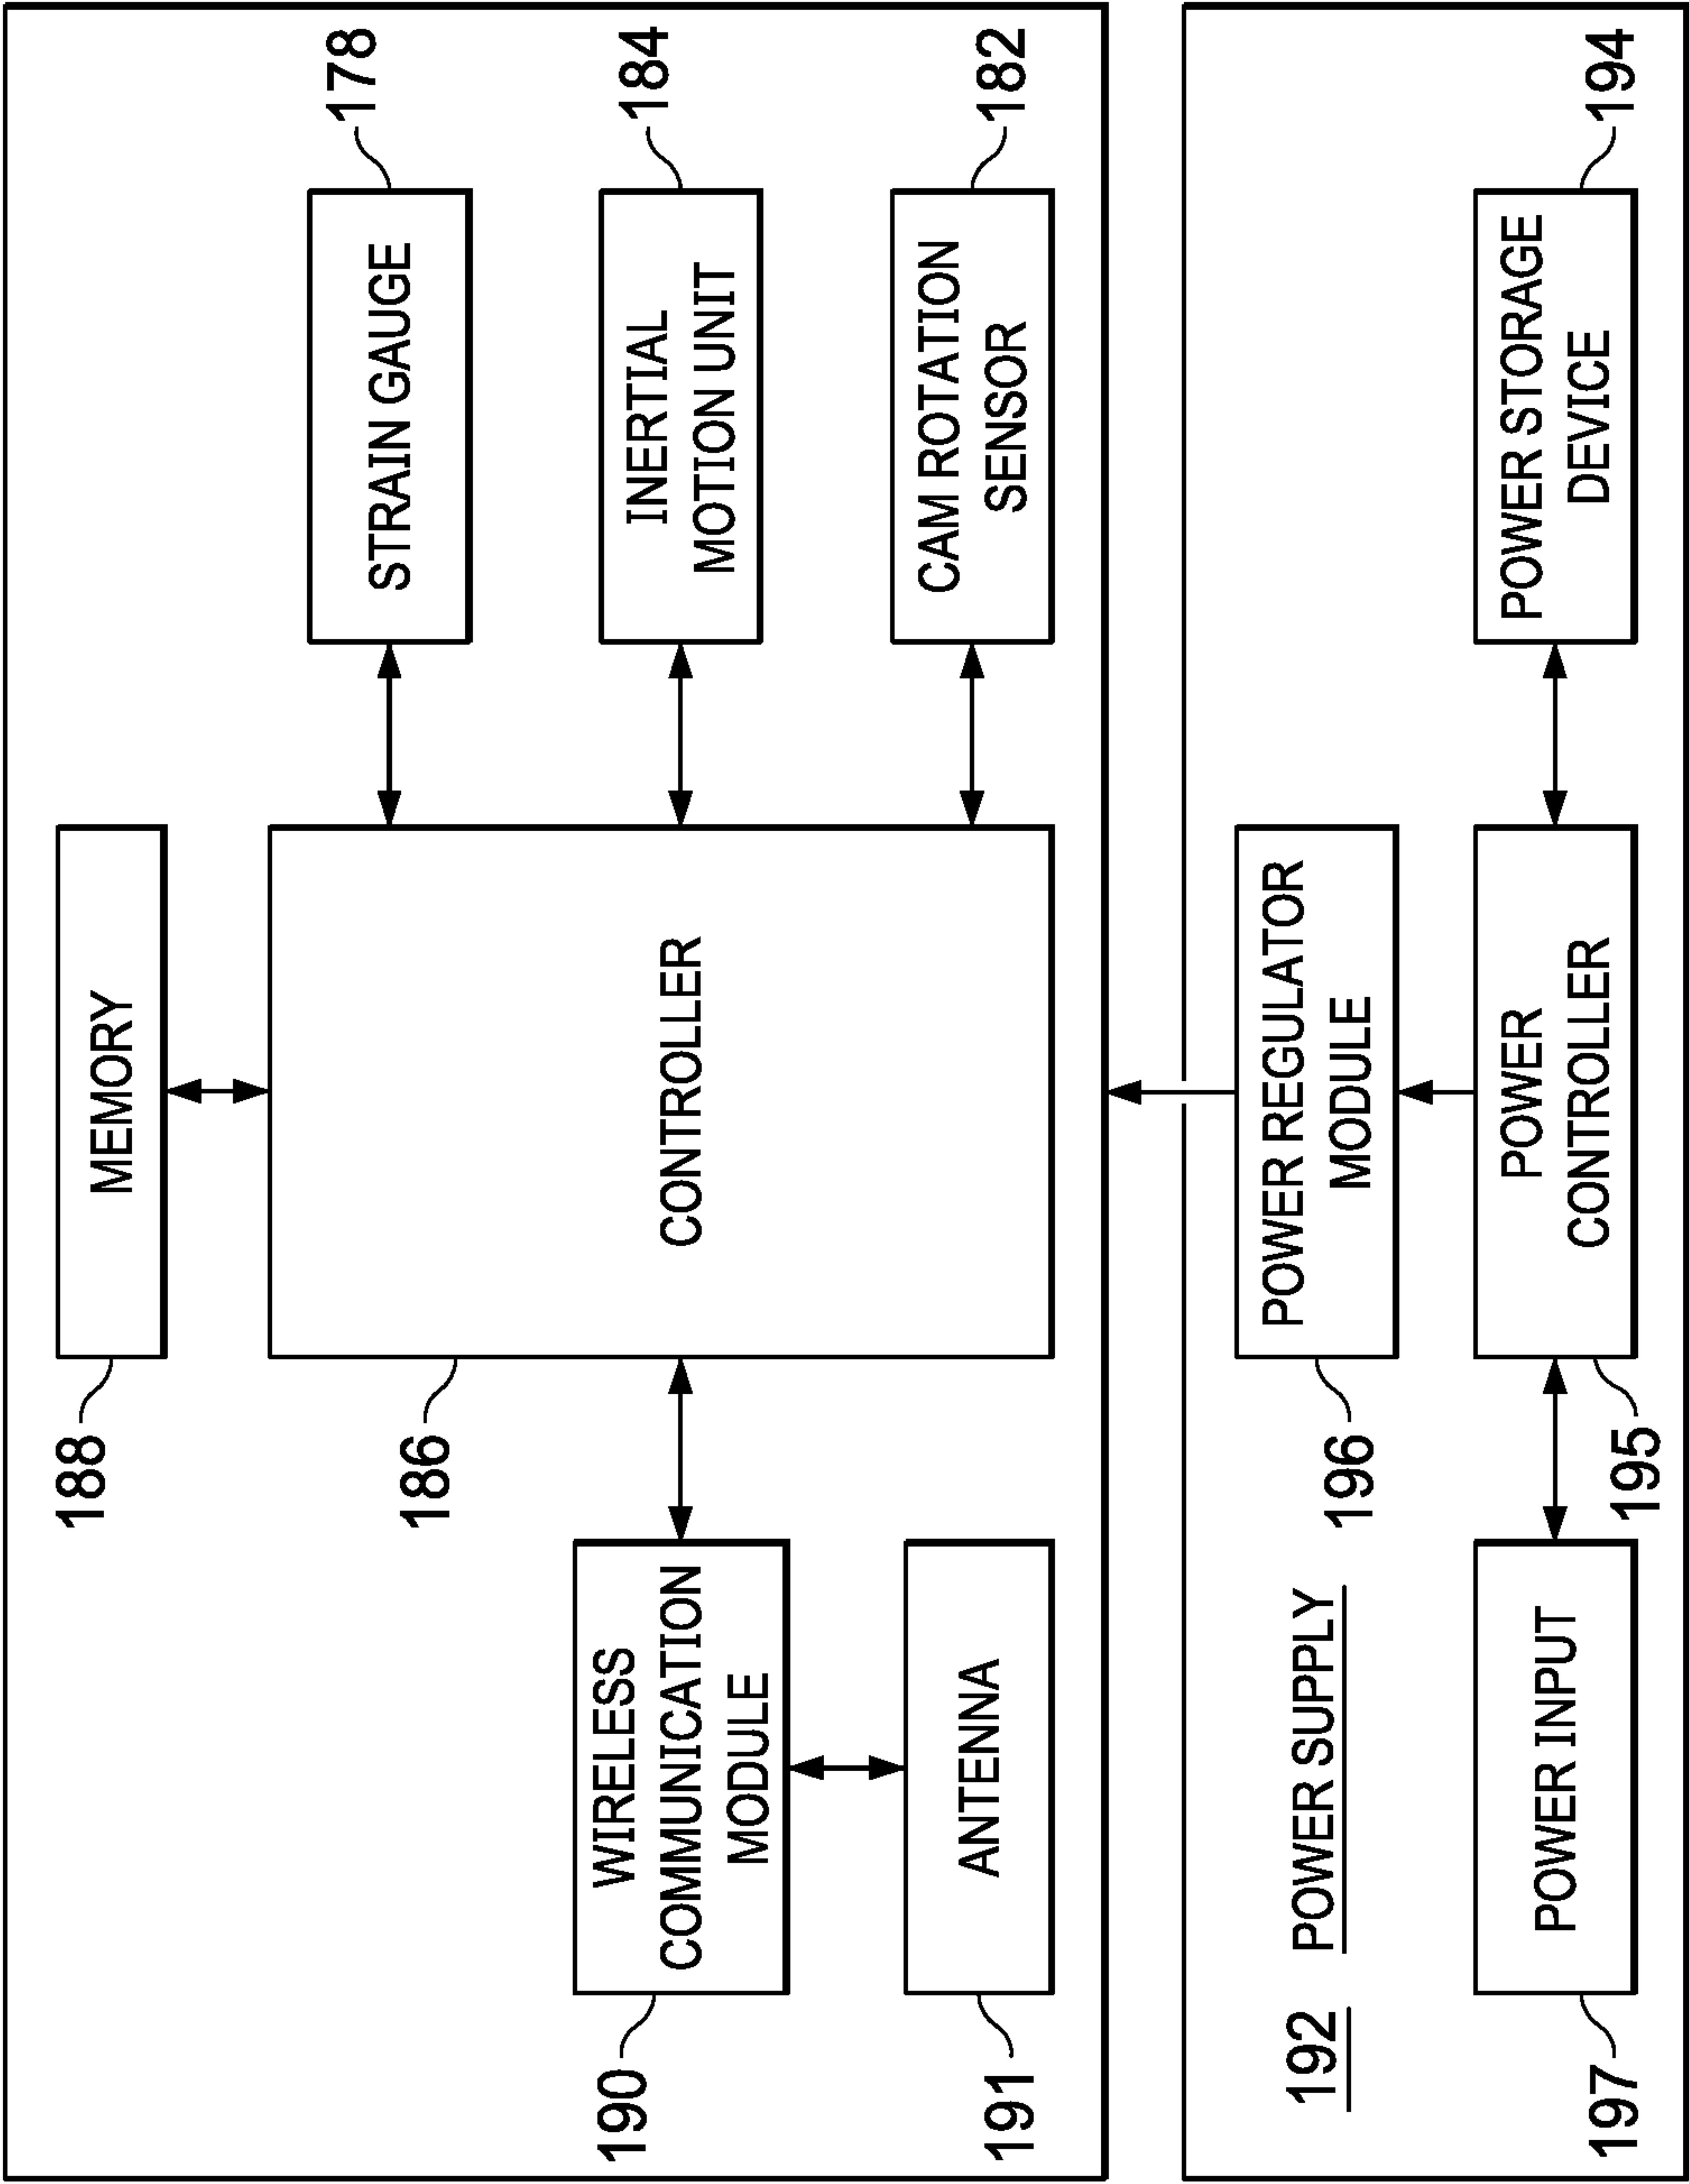 188
MEMORY
178
STRAIN GAUGE
186
CONTROLLER
190
WIRELESS
COMMUNICATION
MODULE
INERTIAL
MOTION UNIT
184
191
ANTENNA
CAM ROTATION
SENSOR
182
192 POWER SUPPLY
196
POWER REGULATOR
MODULE
197
POWER INPUT
195
POWER
CONTROLLER
POWER STORAGE
DEVICE
194